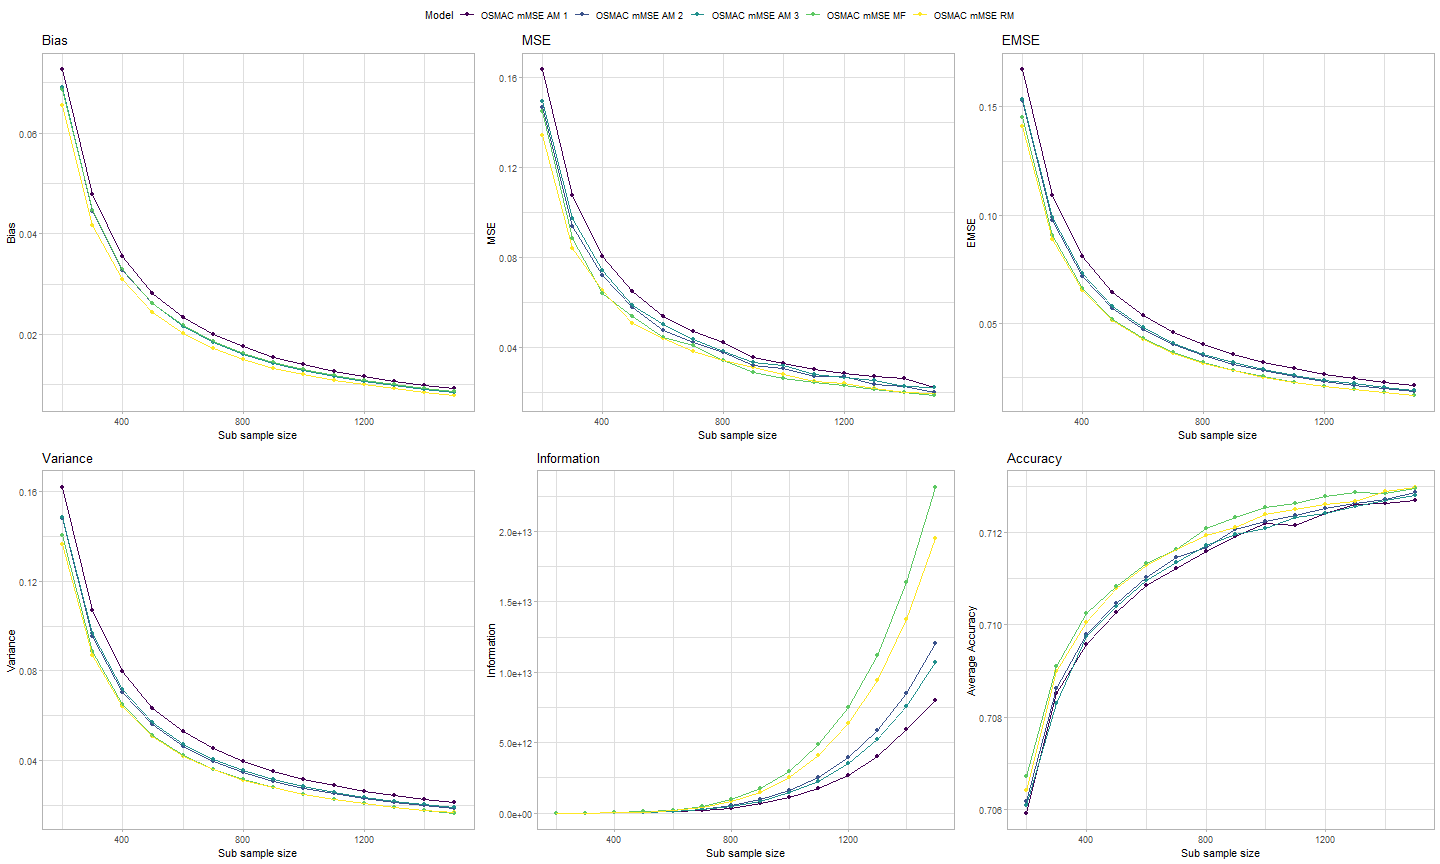 Model OSMAC mMSE AM 1 OSMAC mMSE AM 2 OSMAC mMSE AM 3 OSMAC mMSE MF OSMAC mMSE RM
Bias
0.06
0.04
0.02
Bias
400 800 1200
Sub sample size
MSE
0.16
0.12
0.08
0.04
MSE
400 800 1200
Sub sample size
EMSE
0.15
0.10
0.05
EMSE
400 800 1200
Sub sample size
Variance
0.16
0.12
0.08
0.04
Variance
400 800 1200
Sub sample size
Information
2.0e+13
1.5e+13
1.0e+13
5.0e+12
0.0e+00
Information
400 800 1200
Sub sample size
Accuracy
0.712
0.710
0.708
0.706
Average Accuracy
400 800 1200
Sub sample size